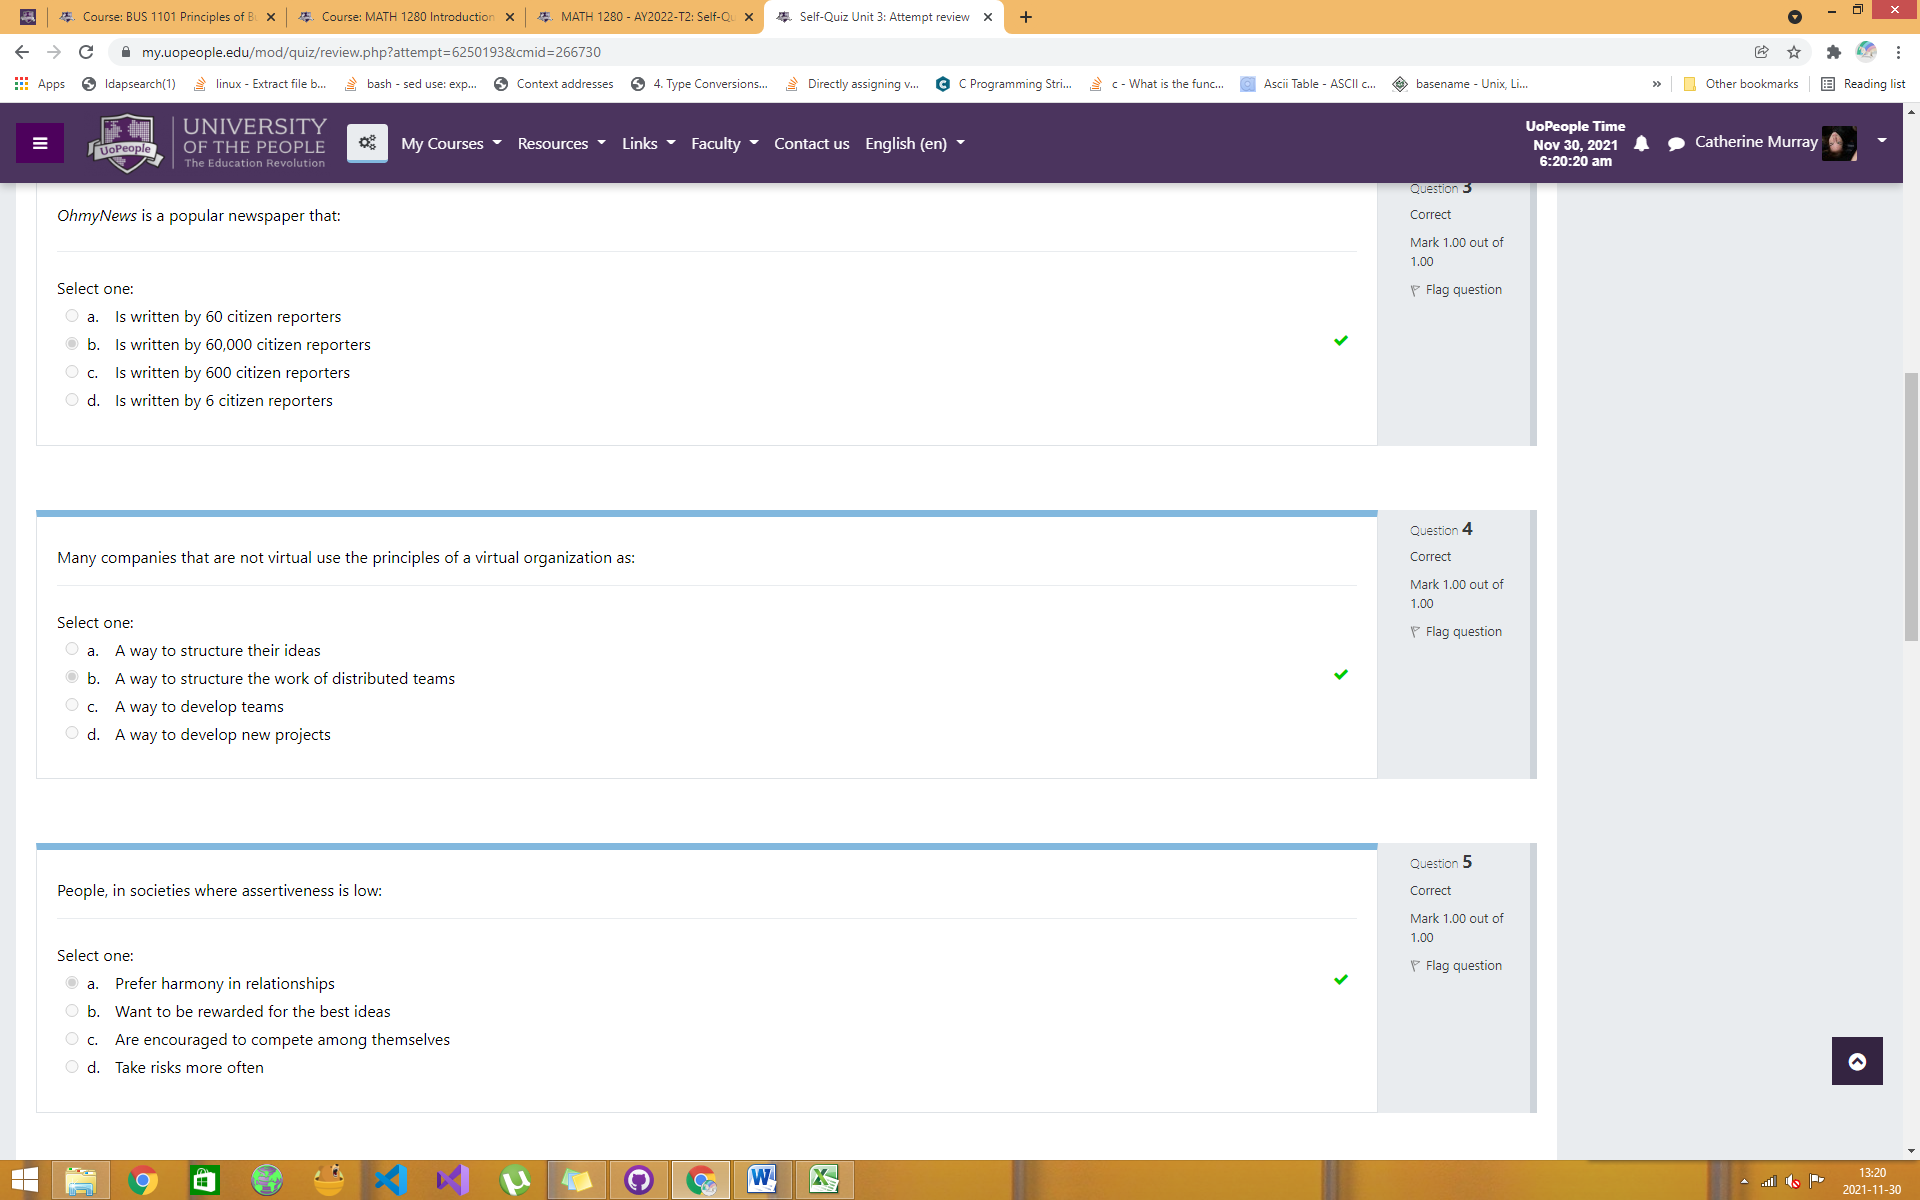 Course: BUS 1101 Principles of B
Course: MATH 1280 Introduction
MATH 1280 - AY2022-T2: Self-Qu
Self-Quiz Unit 3: Attempt review
my.uopeople.edu/mod/quiz/review.php?attempt=6250193&cmid=266730
Apps
ldapsearch(1)
linux - Extract file b...
bash - sed use: exp...
Context addresses
4. Type Conversions...
Directly assigning v...
C Programming Stri...
c - What is the func...
Ascii Table - ASCII c...
basename - Unix, Li...
»
Other bookmarks
Reading list
UoPeople
UNIVERSITY
OF THE PEOPLE
The Education Revolution
My Courses
Resources
Links
Faculty
Contact us
English (en)
UoPeople Time
Nov 30, 2021
6:20:20 am
Catherine Murray
OhmyNews is a popular newspaper that:
Select one:
a. Is written by 60 citizen reporters
b. Is written by 60,000 citizen reporters
c. Is written by 600 citizen reporters
d. Is written by 6 citizen reporters
Question 3
Correct
Mark 1.00 out of
1.00
Flag question
Many companies that are not virtual use the principles of a virtual organization as:
Select one:
a. A way to structure their ideas
b. A way to structure the work of distributed teams
c. A way to develop teams
d. A way to develop new projects
Question 4
Correct
Mark 1.00 out of
1.00
Flag question
People, in societies where assertiveness is low:
Select one:
a. Prefer harmony in relationships
b. Want to be rewarded for the best ideas
c. Are encouraged to compete among themselves
d. Take risks more often
Question 5
Correct
Mark 1.00 out of
1.00
Flag question
13:20
2021-11-30